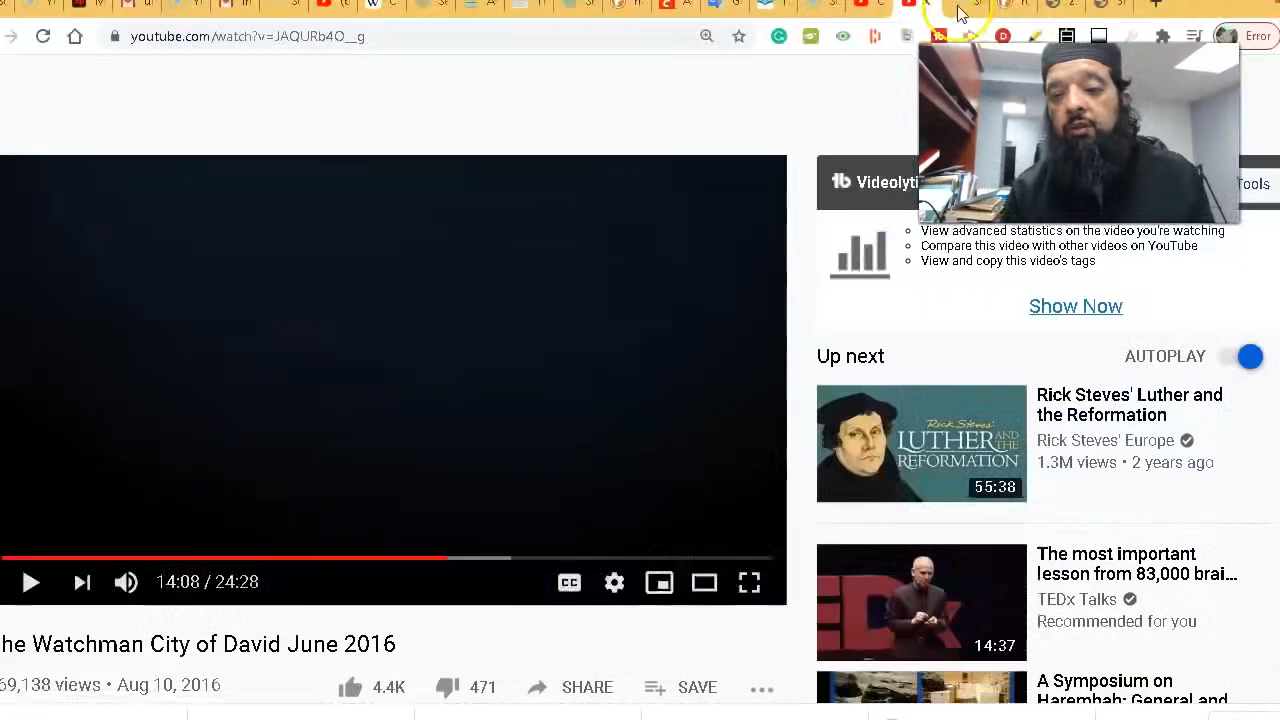 youtube.com/watch?v=JAQURb4O__g
Error
Videolyti
Tools
View advanced statistics on the video you're watching
Compare this video with other videos on YouTube
View and copy this video's tags
Show Now
Up next
AUTOPLAY
Rick Steves' Luther and
the Reformation
Rick Steves' Europe
1.3M views • 2 years ago
Rick Steves'
LUTHER AND THE
REFORMATION
55:38
The most important
lesson from 83,000 brai...
TEDx Talks
Recommended for you
14:37
14:08 / 24:28
he Watchman City of David June 2016
69,138 views • Aug 10, 2016
4.4K
471
SHARE
SAVE
A Symposium on
Harambah: General and